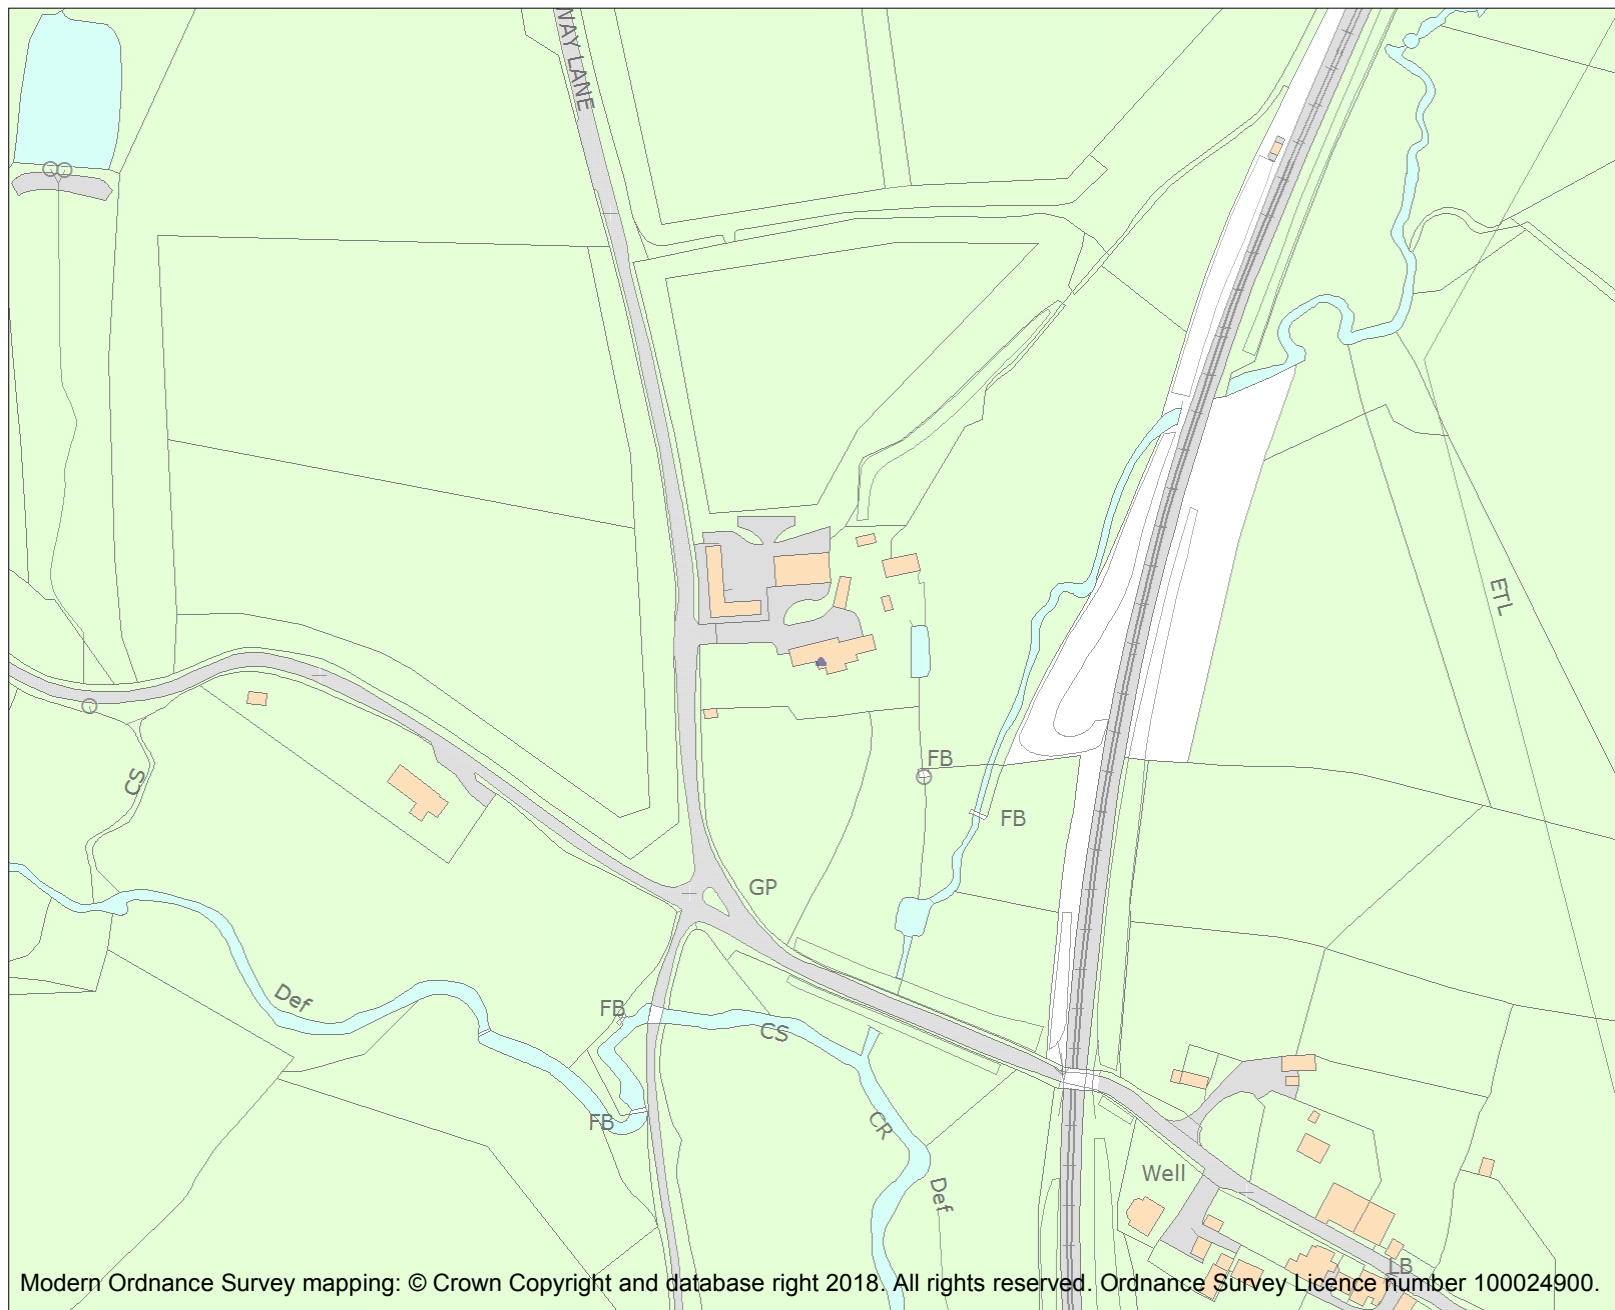 WAY LANE
ETL
FB
CS
FB
GP
Def
FB
CS
FB
CR
Well
Def
LB
Modern Ordnance Survey mapping: © Crown Copyright and database right 2018. All rights reserved. Ordnance Survey Licence number 100024900.